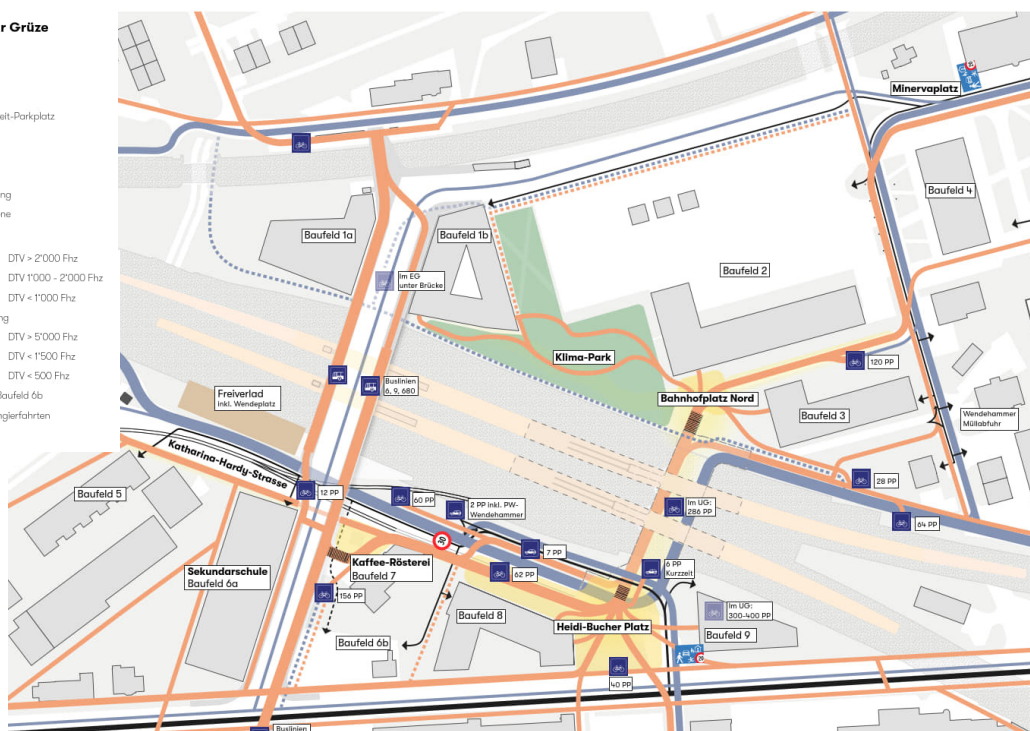 r Grüze
eit-Parkplatz
ng
ne
DTV > 2'000 Fhz
DTV 1'000 - 2'000 Fhz
DTV < 1'000 Fhz
ng
DTV > 5'000 Fhz
DTV < 1'500 Fhz
DTV < 500 Fhz
Baufeld 6b
ngierfahrten
Minervaplatz
Baufeld 4
Baufeld 1a
Baufeld 1b
Im EG
unter Brücke
Baufeld 2
Klima-Park
120 PP
Buslinien
6, 9, 680
Freiverlad
inkl. Wendeplatz
Bahnhofplatz Nord
Baufeld 3
Wendehammer
Müllabfuhr
Katharina-Hardy-Strasse
Baufeld 5
12 PP
60 PP
2 PP inkl. PW-
Wendehammer
Im UG:
286 PP
28 PP
64 PP
30
7 PP
Sekundarschule
Baufeld 6a
Kaffee-Rösterei
Baufeld 7
62 PP
6 PP
Kurzzeit
156 PP
Baufeld 8
Im UG:
300-400 PP
Heidi-Bucher Platz
Baufeld 9
Baufeld 6b
40 PP
Buslinien